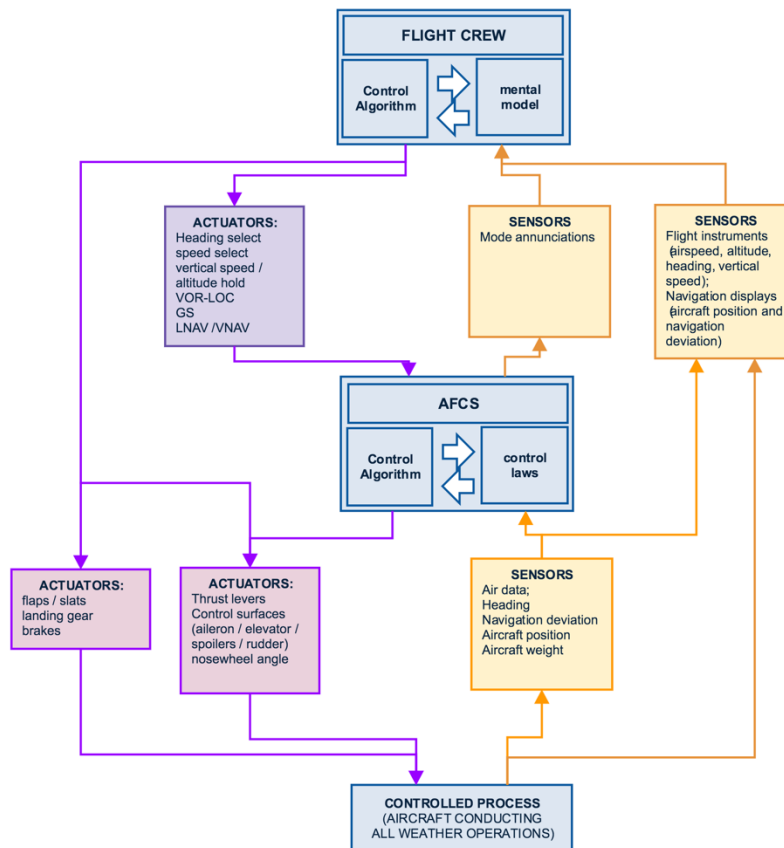 FLIGHT CREW
Control
Algorithm
mental
model
ACTUATORS:
Heading select
speed select
vertical speed /
altitude hold
VOR-LOC
GS
LNAV /VNAV
SENSORS
Mode annunciations
SENSORS
Flight instruments
(airspeed, altitude,
heading, vertical
speed);
Navigation displays
(aircraft position and
navigation
deviation)
AFCS
Control
Algorithm
control
laws
ACTUATORS:
flaps / slats
landing gear
brakes
ACTUATORS:
Thrust levers
Control surfaces
(aileron / elevator /
spoilers / rudder)
nosewheel angle
SENSORS
Air data;
Heading
Navigation deviation
Aircraft position
Aircraft weight
CONTROLLED PROCESS
(AIRCRAFT CONDUCTING
ALL WEATHER OPERATIONS)